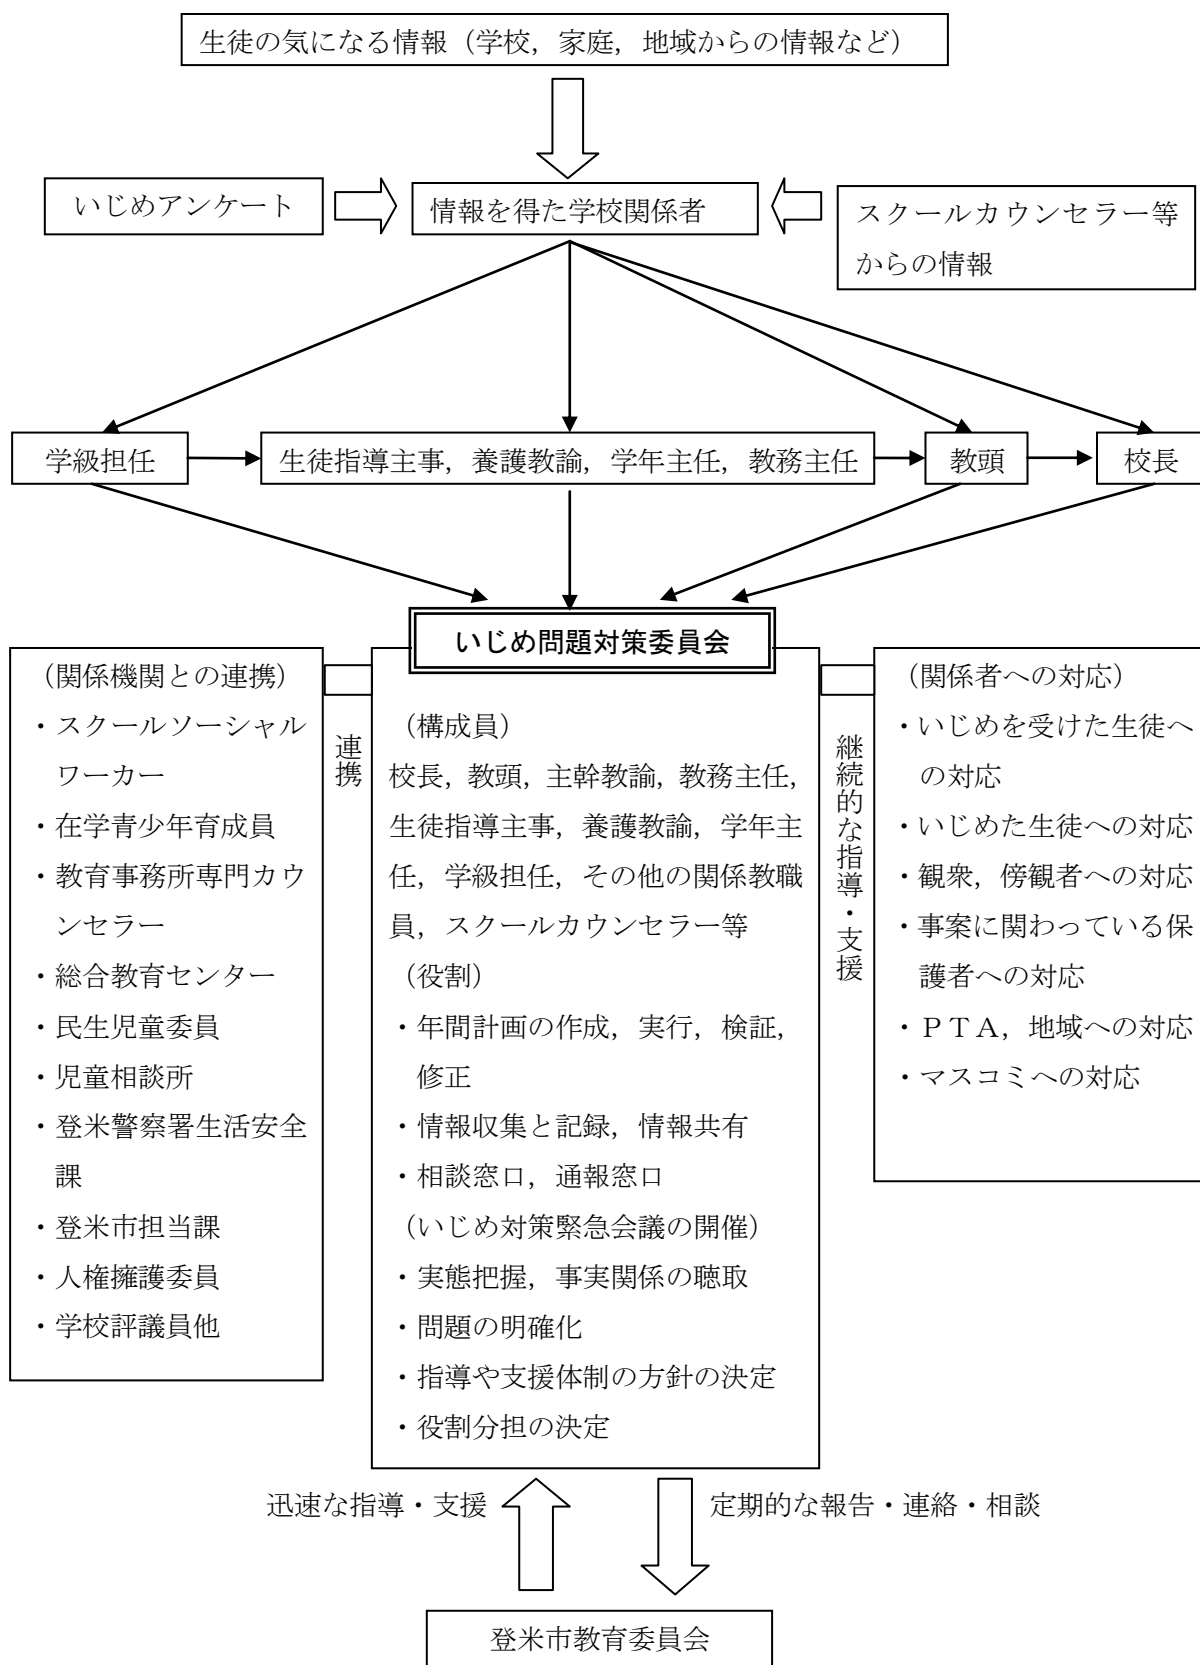 生徒の気になる情報（学校，家庭，地域からの情報など）
いじめアンケート
情報を得た学校関係者
スクールカウンセラー等
からの情報
学級担任
生徒指導主事，養護教諭，学年主任，教務主任
教頭
校長
いじめ問題対策委員会
（関係機関との連携）
・スクールソーシャル
ワーカー
・在学青少年育成員
・教育事務所専門カウ
ンセラー
・総合教育センター
・民生児童委員
・児童相談所
・登米警察署生活安全
課
・登米市担当課
・人権擁護委員
・学校評議員他
連携
（構成員）
校長，教頭，主幹教諭，教務主任，
生徒指導主事，養護教諭，学年主
任，学級担任，その他の関係教職
員，スクールカウンセラー等
（役割）
・年間計画の作成，実行，検証，
修正
・情報収集と記録，情報共有
・相談窓口，通報窓口
（いじめ対策緊急会議の開催）
・実態把握，事実関係の聴取
・問題の明確化
・指導や支援体制の方針の決定
・役割分担の決定
継続的な指導・支援
（関係者への対応）
・いじめを受けた生徒へ
の対応
・いじめた生徒への対応
・観衆，傍観者への対応
・事案に関わっている保
護者への対応
・ＰＴＡ，地域への対応
・マスコミへの対応
迅速な指導・支援
定期的な報告・連絡・相談
登米市教育委員会